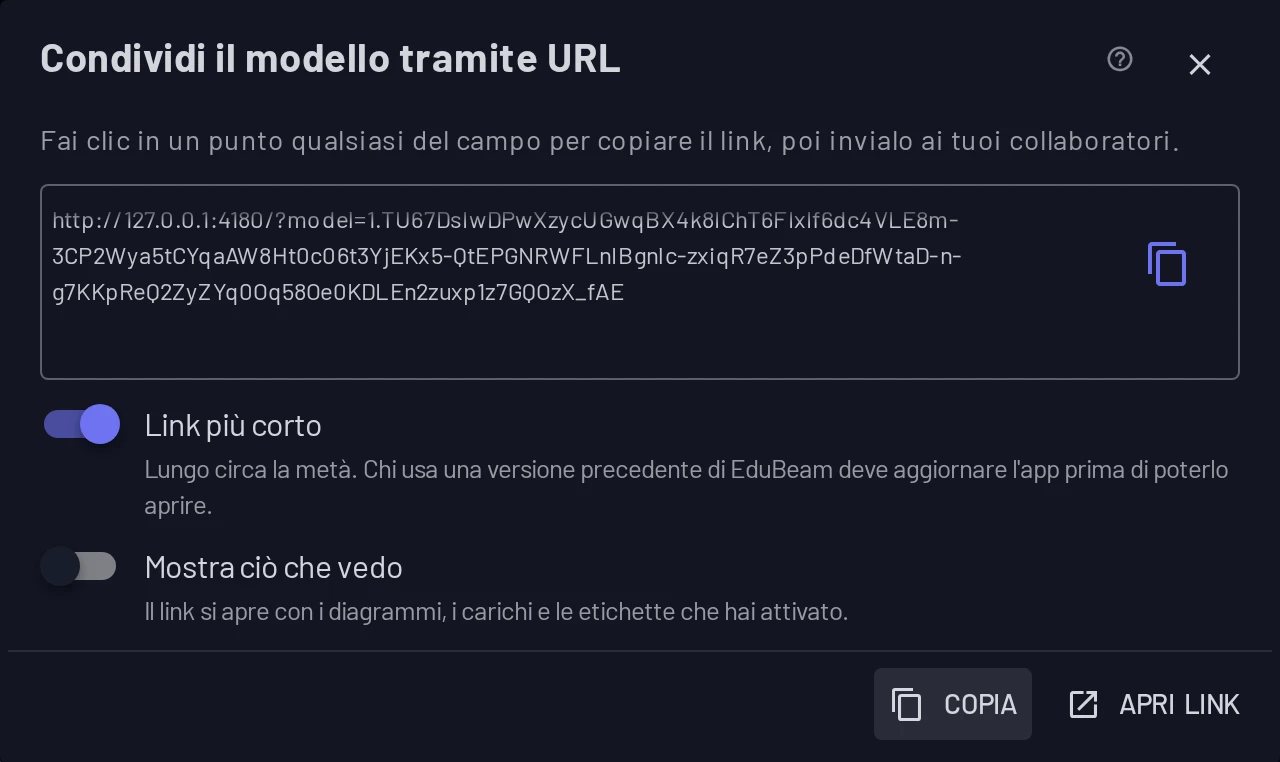 Condividi il modello tramite URL
Fai clic in un punto qualsiasi del campo per copiare il link, poi invialo ai tuoi collaboratori.
http://127.0.0.1:4180/?model=1.TU67DsIwDPwXzycUGwqBX4k8IChT6FIxIf6dc4VLE8m-
3CP2Wya5tCYqaAW8Ht0c06t3YjEKx5-QtEPGNRWFLnIBgnIc-zxiqR7eZ3pPdeDfWtaD-n-
g7KKpReQ2ZyZYq0Oq58Oe0KDLEn2zuxp1z7GQOzX_fAE
Link più corto
Lungo circa la metà. Chi usa una versione precedente di EduBeam deve aggiornare l'app prima di poterlo
aprire.
Mostra ciò che vedo
Il link si apre con i diagrammi, i carichi e le etichette che hai attivato.
COPIA
APRI LINK